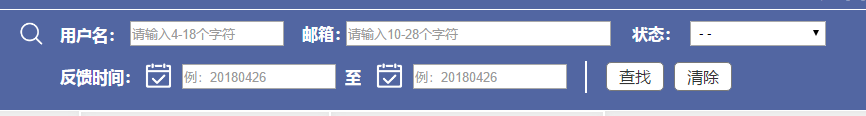 用户名： 请输入4-18个字符 邮箱： 请输入10-28个字符 状态： - -
反馈时间： 例：20180426 至 例：20180426 查找 清除